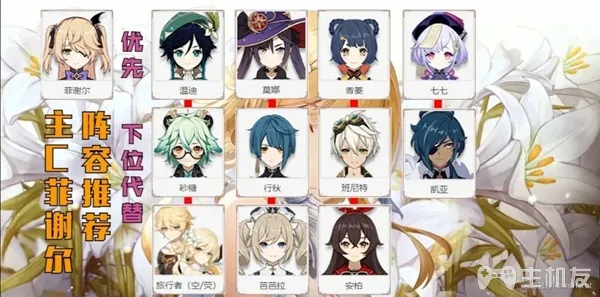 主C菲谢尔
阵容推荐
优先
下位代替
菲谢尔
温迪
莫娜
香菱
七七
砂糖
行秋
班尼特
凯亚
旅行者（空/荧）
芭芭拉
安柏
主机友